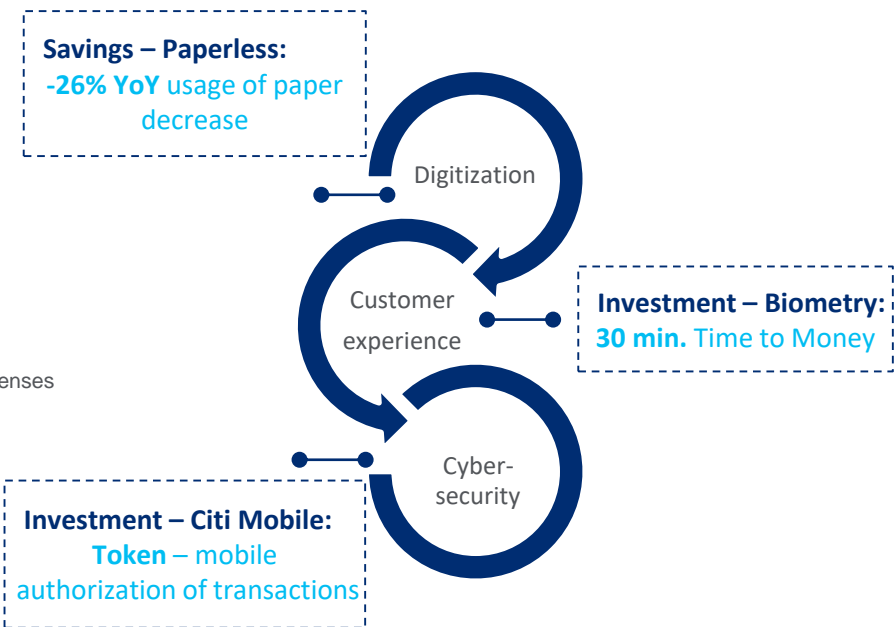 Savings – Paperless:
-26% YoY usage of paper
decrease
Digitization
Customer
experience
Investment – Biometry:
30 min. Time to Money
enses
Cyber-
security
Investment – Citi Mobile:
Token – mobile
authorization of transactions